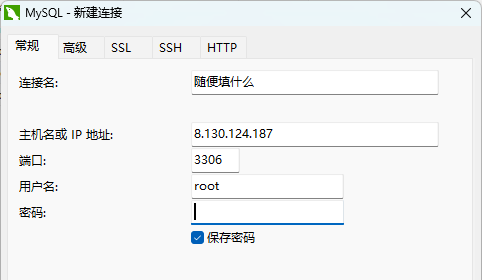 MySQL - 新建连接
常规 高级 SSL SSH HTTP
连接名: 随便填什么
主机名或 IP 地址: 8.130.124.187
端口: 3306
用户名: root
密码:
保存密码